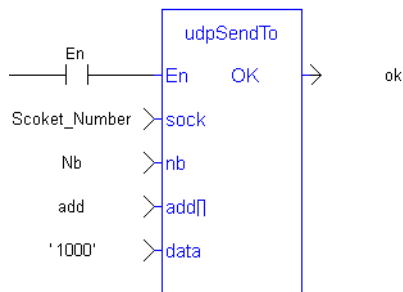 udpSendTo
En
En OK ok
Scoket_Number sock
Nb nb
add add[]
'1000' data